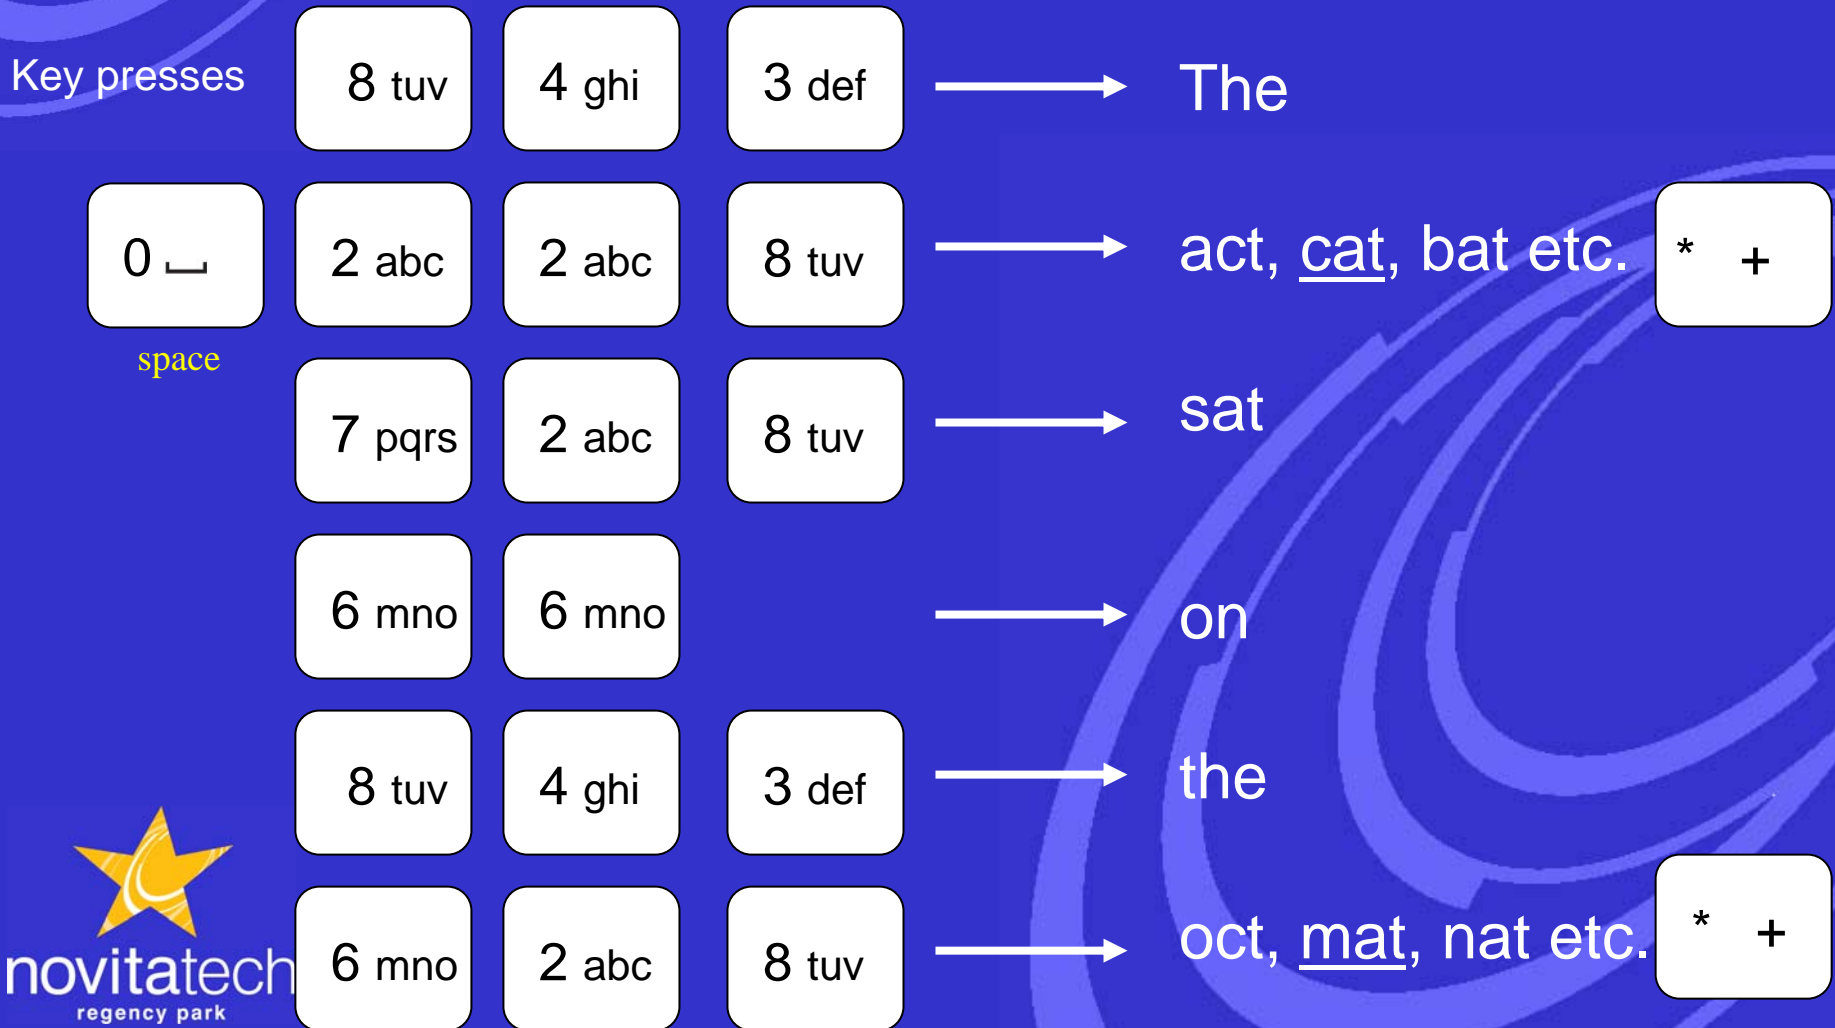 Key presses 8 tuv 4 ghi 3 def The
0 2 abc 2 abc 8 tuv act, cat, bat etc. * +
space
7 pqrs 2 abc 8 tuv sat
6 mno 6 mno on
8 tuv 4 ghi 3 def the
6 mno 2 abc 8 tuv oct, mat, nat etc. * +
novitatech
regency park